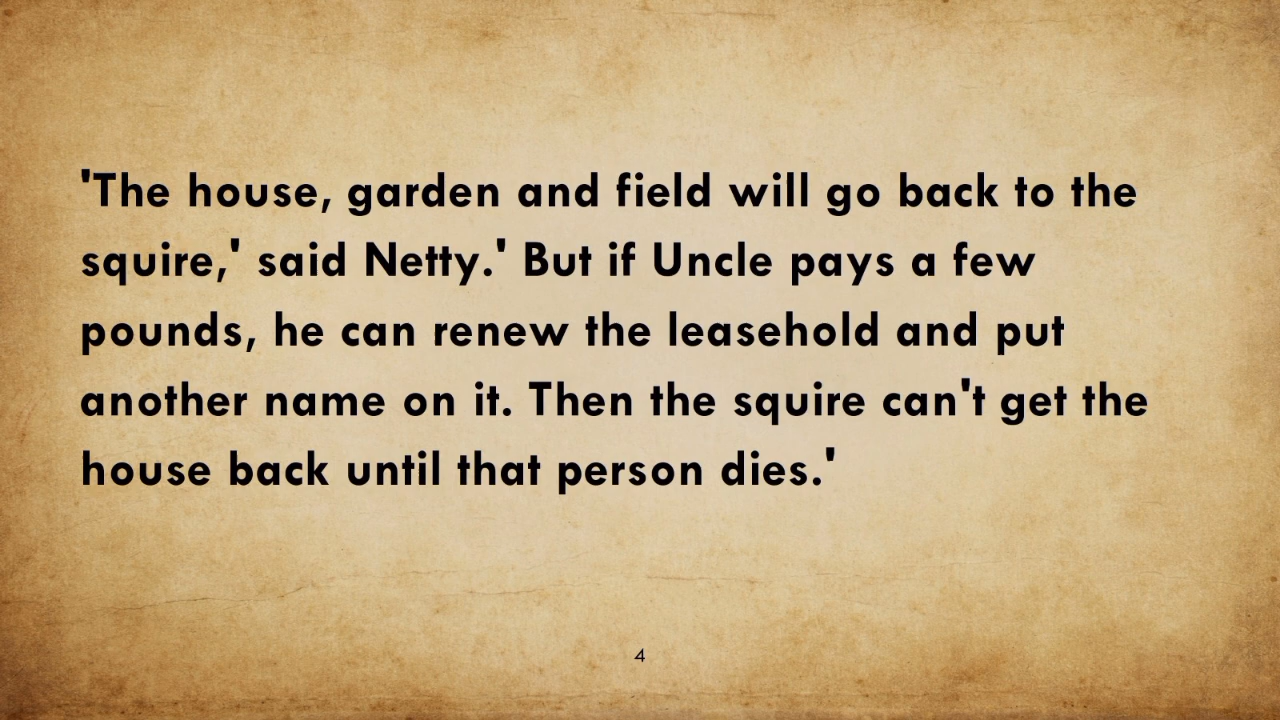 'The house, garden and field will go back to the
squire,' said Netty.' But if Uncle pays a few
pounds, he can renew the leasehold and put
another name on it. Then the squire can't get the
house back until that person dies.'
4